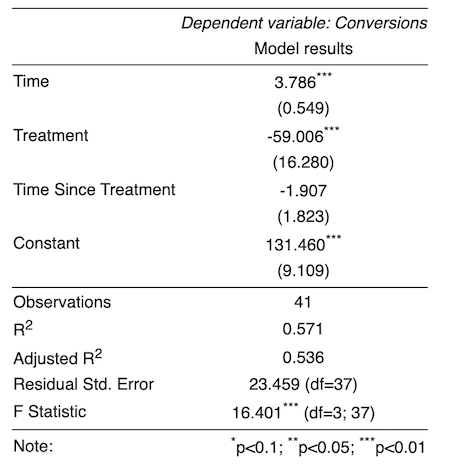 Dependent variable: Conversions
Model results
Time 3.786***
(0.549)
Treatment -59.006***
(16.280)
Time Since Treatment -1.907
(1.823)
Constant 131.460***
(9.109)
Observations 41
R2 0.571
Adjusted R2 0.536
Residual Std. Error 23.459 (df=37)
F Statistic 16.401*** (df=3; 37)
Note: *p<0.1; **p<0.05; ***p<0.01